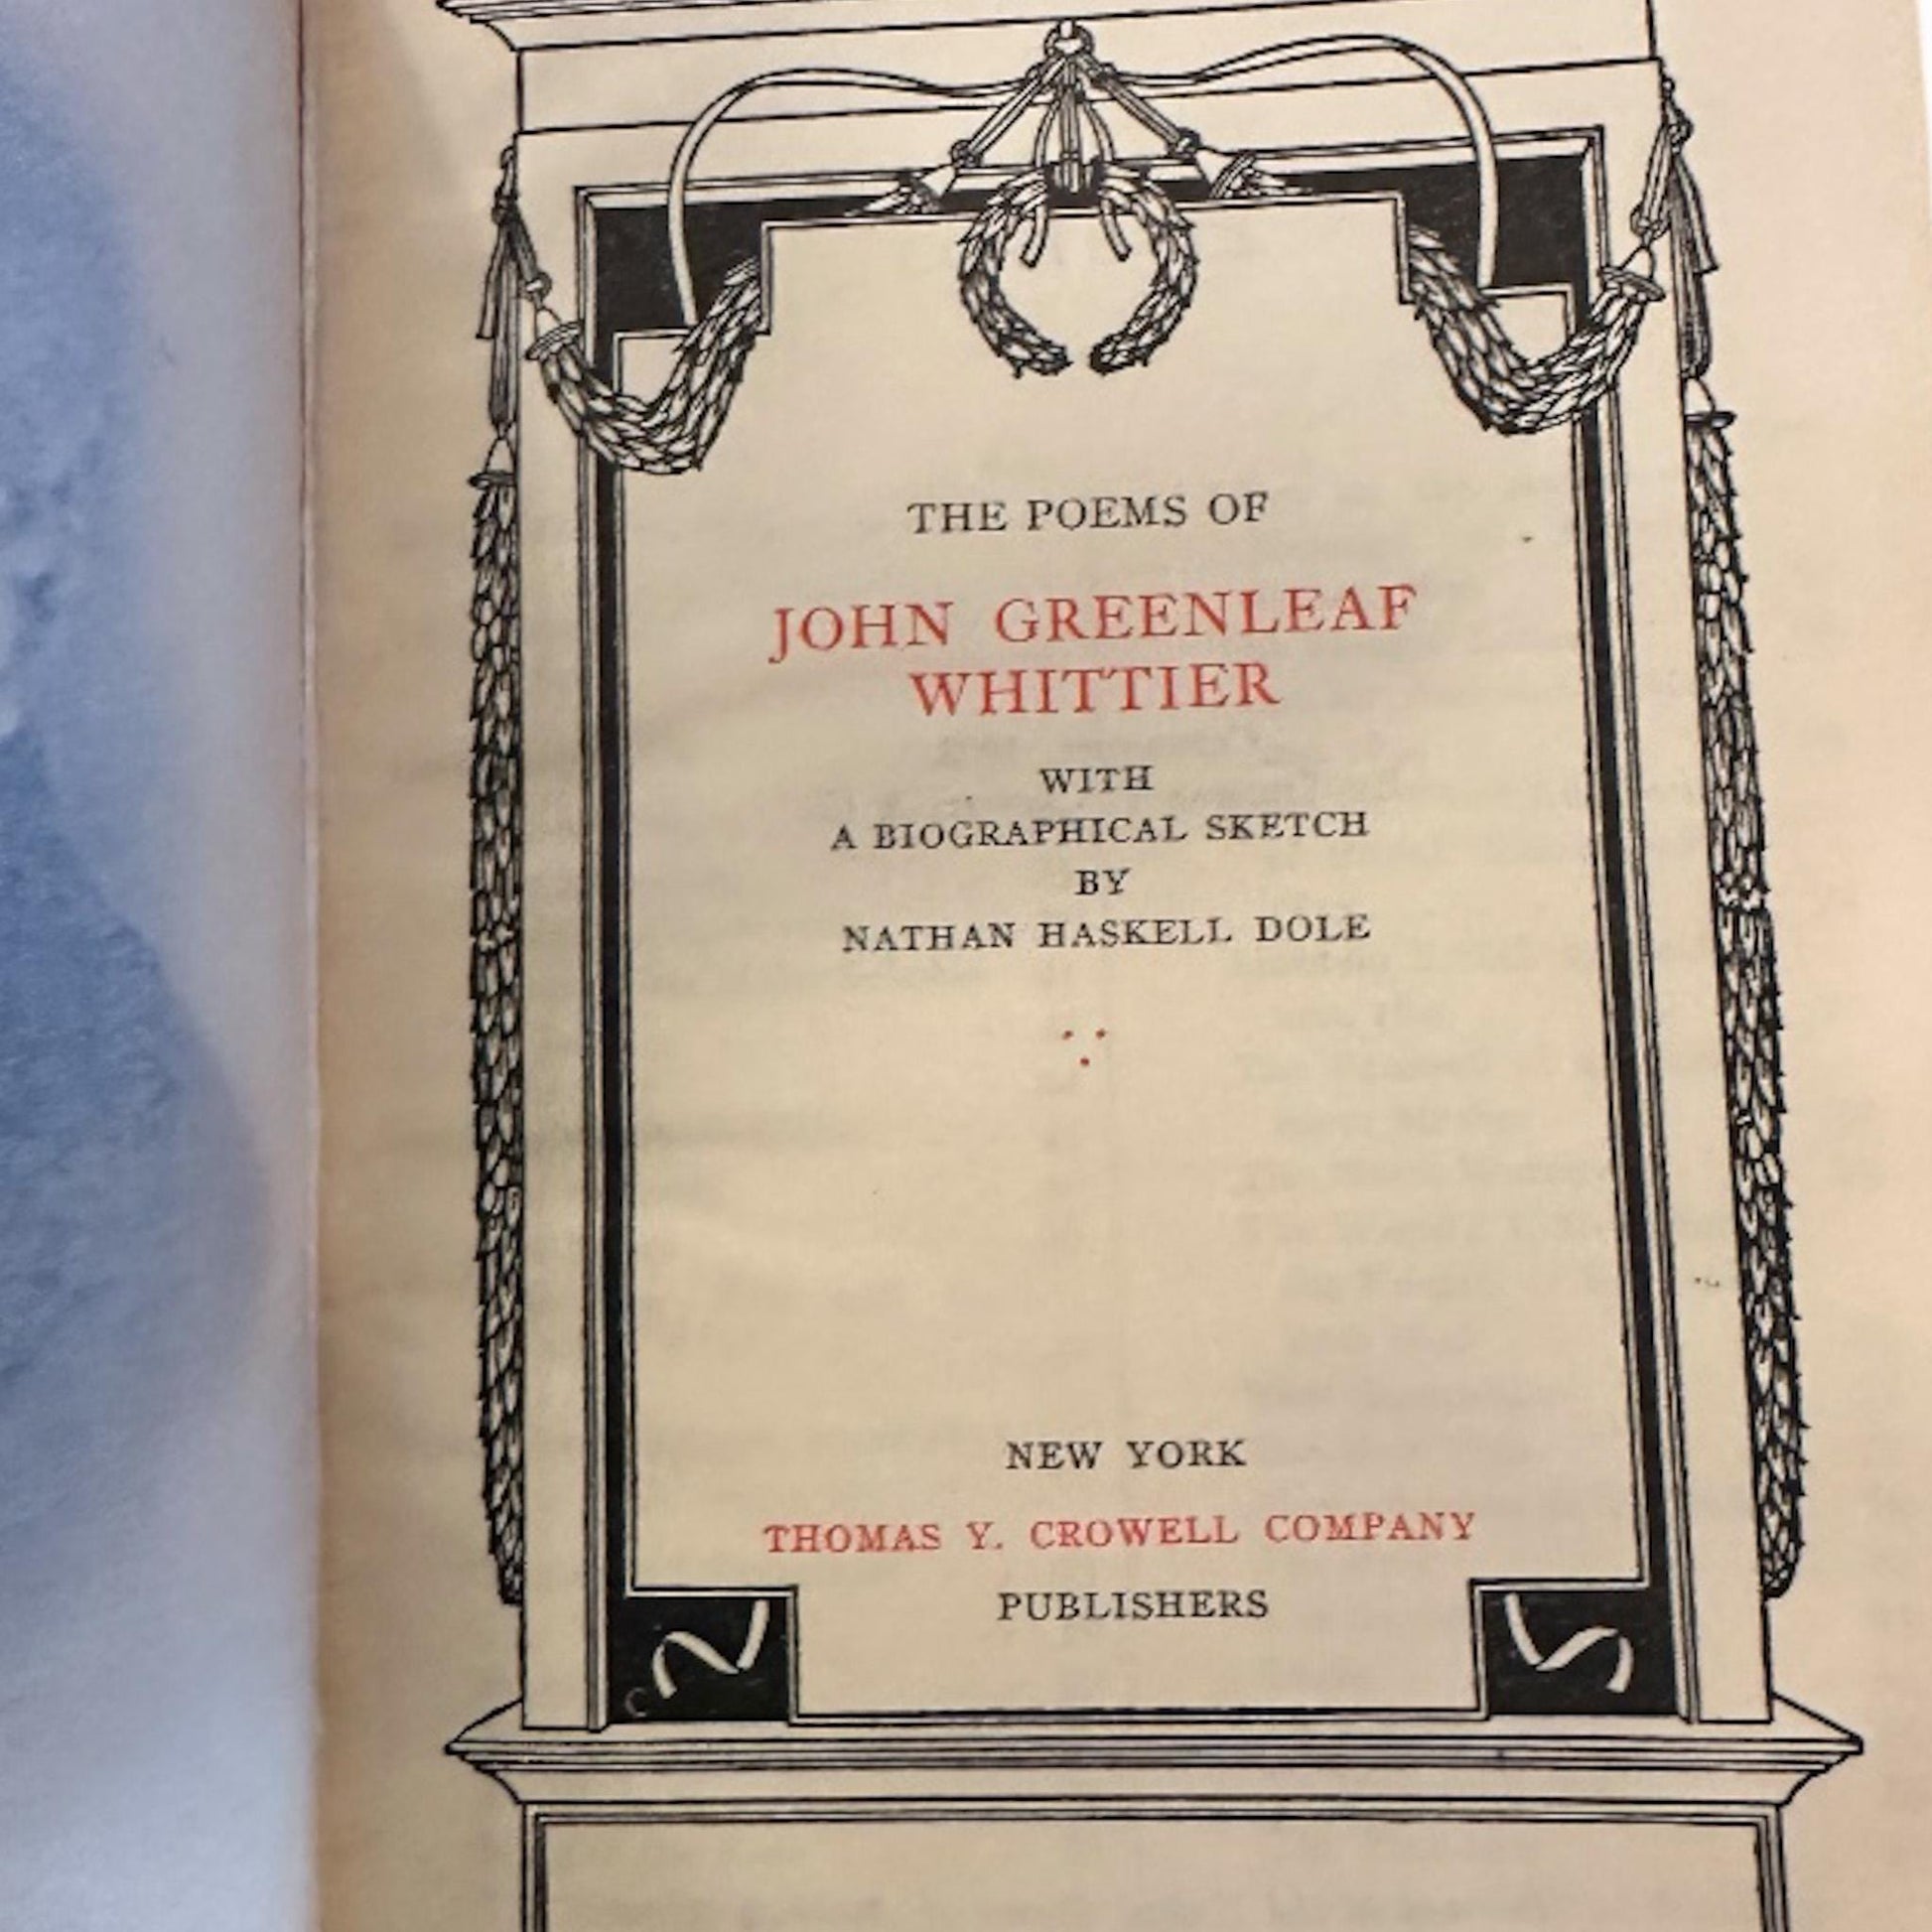 THE POEMS OF
JOHN GREENLEAF
WHITTIER
WITH
A BIOGRAPHICAL SKETCH
BY
NATHAN HASKELL DOLE
NEW YORK
THOMAS Y. CROWELL COMPANY
PUBLISHERS